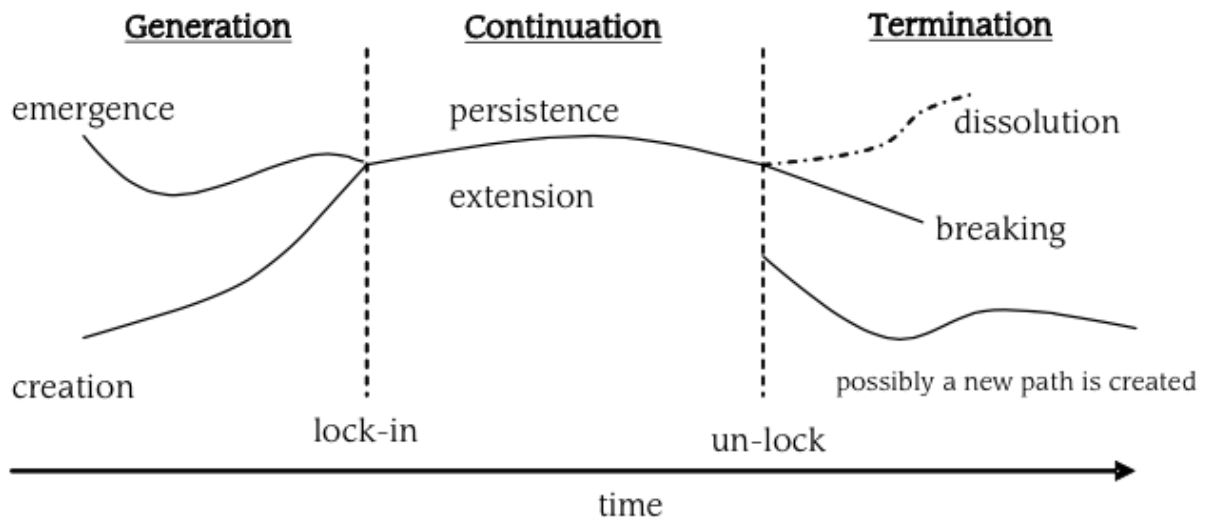 Generation
Continuation
Termination
emergence
persistence
dissolution
extension
breaking
creation
possibly a new path is created
lock-in
un-lock
time